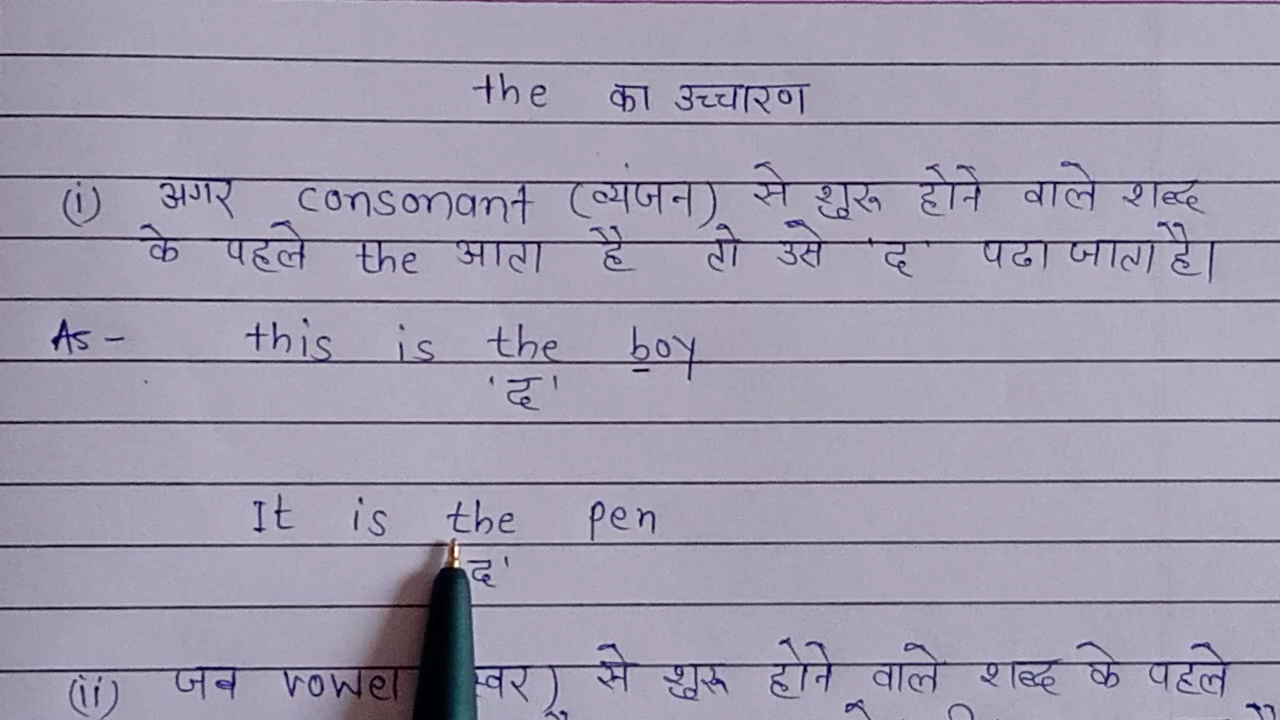 the का उच्चारण
(i) अगर consonant (व्यंजन) से शुरू होने वाले शब्द
के पहले the आता है तो उसे 'द' पढा जाता है।
As - this is the boy
'द'
It is the pen
द'
(ii) जब vowel स्वर) से शुरू होने वाले शब्द के पहले